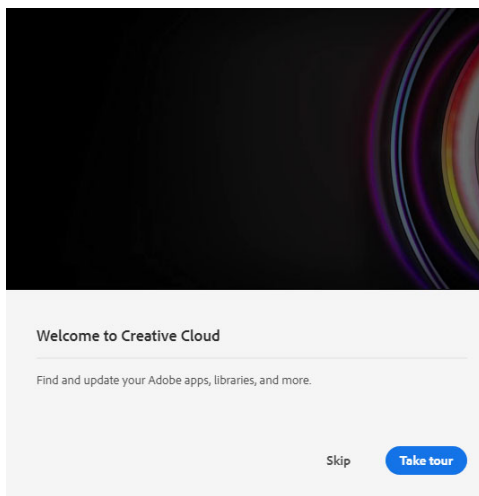 Welcome to Creative Cloud
Find and update your Adobe apps, libraries, and more.
Skip
Take tour